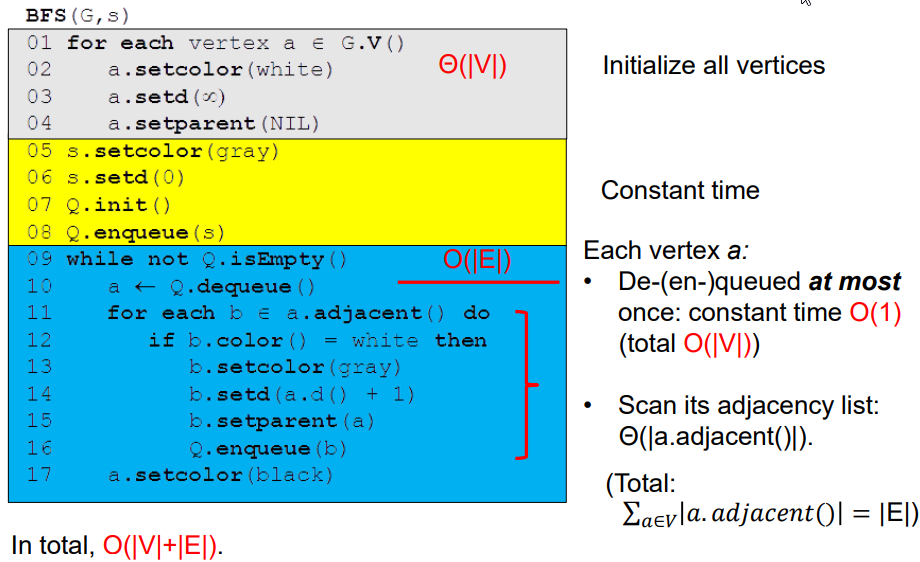 BFS(G,s)
01 for each vertex a ∈ G.V()
02 a.setcolor(white)
03 a.setd(∞)
04 a.setparent(NIL)
Θ(|V|)
Initialize all vertices
05 s.setcolor(gray)
06 s.setd(0)
07 Q.init()
08 Q.enqueue(s)
Constant time
09 while not Q.isEmpty()
10 a ← Q.dequeue()
11 for each b ∈ a.adjacent() do
12 if b.color() = white then
13 b.setcolor(gray)
14 b.setd(a.d() + 1)
15 b.setparent(a)
16 Q.enqueue(b)
17 a.setcolor(black)
O(|E|)
Each vertex a:
• De-(en-)queued at most
once: constant time O(1)
(total O(|V|))
• Scan its adjacency list:
Θ(|a.adjacent()|).
(Total:
∑a∈V|a.adjacent()| = |E|)
In total, O(|V|+|E|).